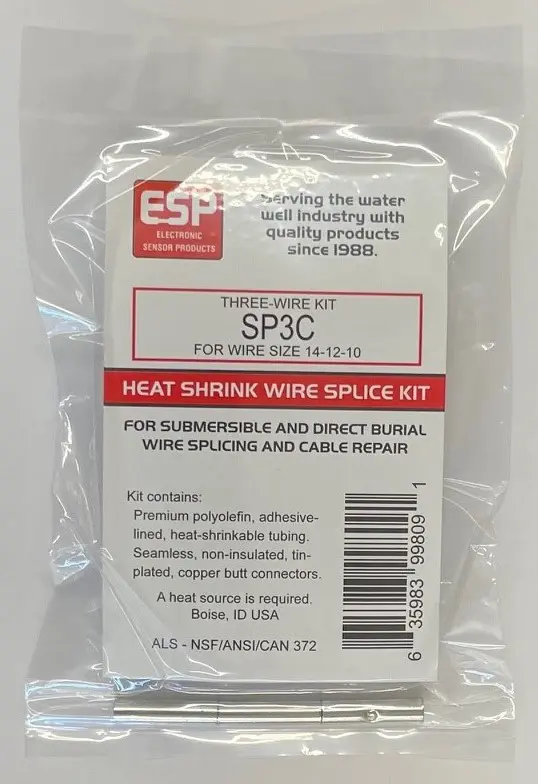 ESP
ELECTRONIC
SENSOR PRODUCTS
Serving the water
well industry with
quality products
since 1988.
THREE-WIRE KIT
SP3C
FOR WIRE SIZE 14-12-10
HEAT SHRINK WIRE SPLICE KIT
FOR SUBMERSIBLE AND DIRECT BURIAL
WIRE SPLICING AND CABLE REPAIR
Kit contains:
Premium polyolefin, adhesive-
lined, heat-shrinkable tubing.
Seamless, non-insulated, tin-
plated, copper butt connectors.
A heat source is required.
Boise, ID USA
ALS - NSF/ANSI/CAN 372
6 35983 99809 1